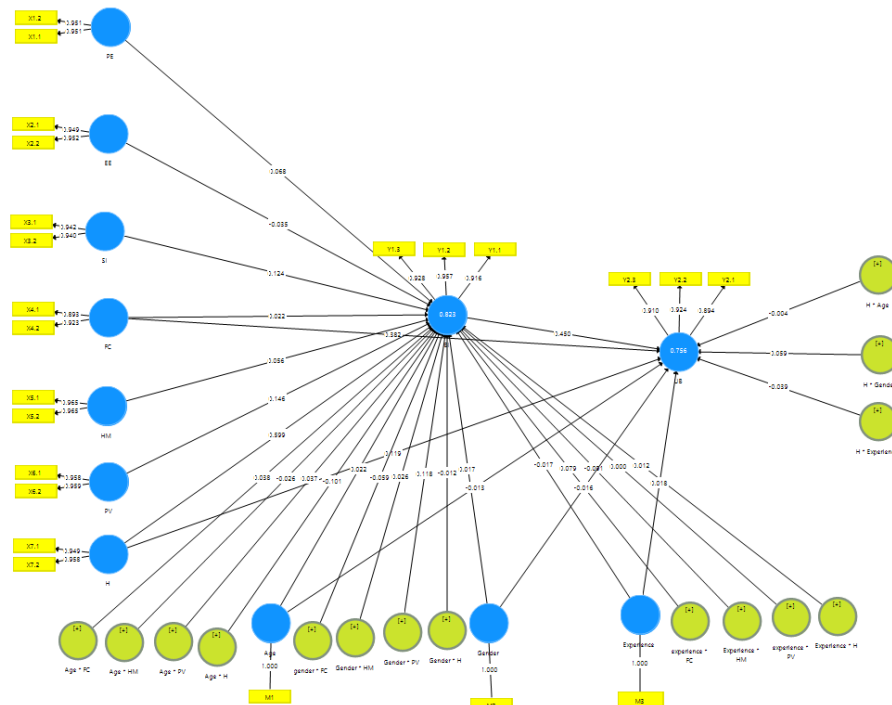 X1.2
0.951
X1.1
0.951
PE
0.068
X2.1
0.949
X2.2
0.952
EE
-0.035
X3.1
0.942
X3.2
0.940
SI
0.124
Y1.3
Y1.2
Y1.1
0.928
0.957
0.916
Y2.3
Y2.2
Y2.1
0.910
0.924
0.894
[+]
H * Age
-0.004
X4.1
0.893
X4.2
0.923
FC
0.022
0.382
0.823
0.450
0.756
UB
0.059
[+]
H * Gende
-0.039
[+]
H * Experienc
X5.1
0.965
X5.2
0.965
HM
0.056
X6.1
0.958
X6.2
0.959
PV
0.146
X7.1
0.949
X7.2
0.958
H
0.599
0.119
0.038
-0.026
0.037
-0.101
0.022
-0.059
0.026
0.118
-0.012
0.017
-0.013
-0.017
0.079
-0.016
0.000
0.012
0.018
[+]
Age * FC
[+]
Age * HM
[+]
Age * PV
[+]
Age * H
Age
1.000
M1
[+]
gender * FC
[+]
Gender * HM
[+]
Gender * PV
[+]
Gender * H
Gender
1.000
Experience
1.000
M3
[+]
experience *
FC
[+]
Experience *
HM
[+]
experience *
PV
[+]
Experience * H